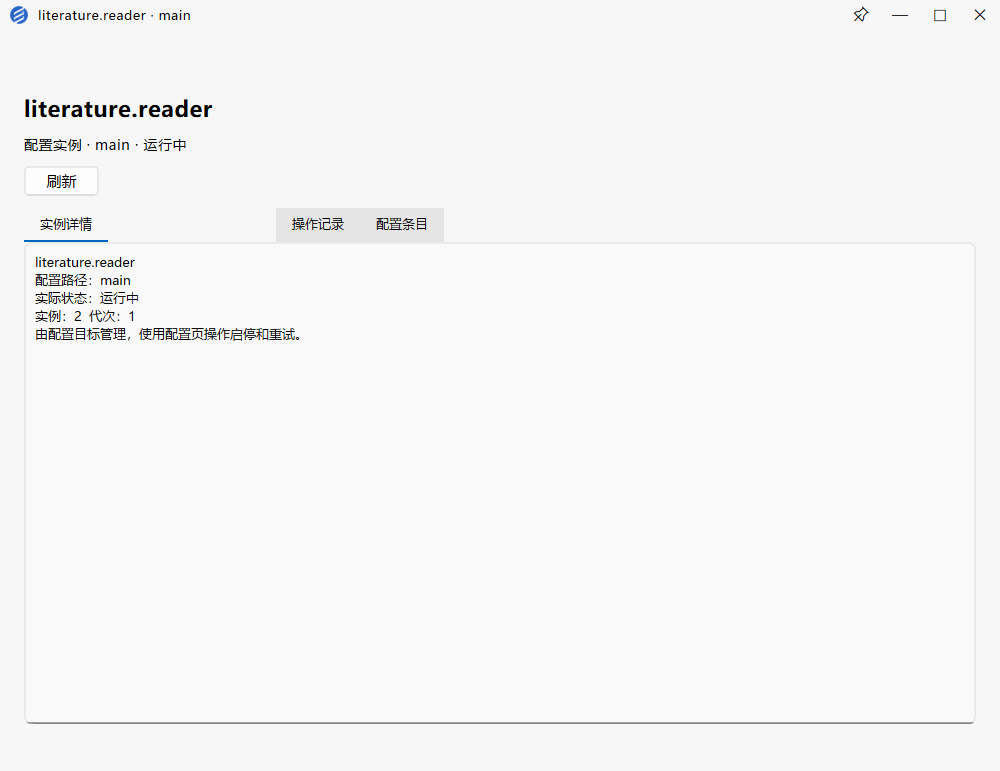 literature.reader · main
literature.reader
配置实例 · main · 运行中
刷新
实例详情 操作记录 配置条目
literature.reader
配置路径：main
实际状态：运行中
实例：2 代次：1
由配置目标管理，使用配置页操作启停和重试。